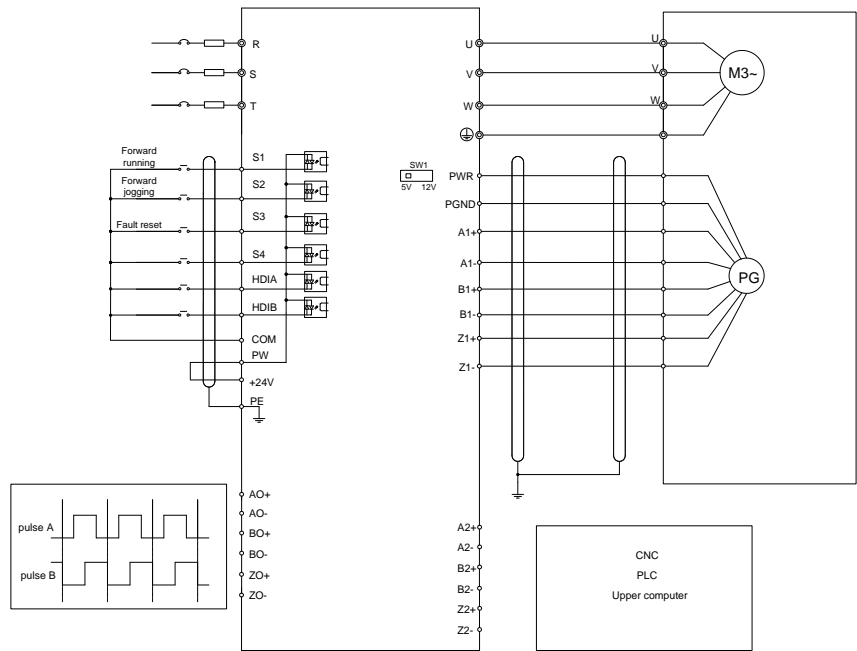 R
S
T
U
V
W
U
V
W
M3~
Forward
running
Forward
jogging
Fault reset
S1
S2
S3
S4
HDIA
HDIB
COM
PW
+24V
PE
SW1
5V 12V
PWR
PGND
A1+
A1-
B1+
B1-
Z1+
Z1-
PG
pulse A
pulse B
AO+
AO-
BO+
BO-
ZO+
ZO-
A2+
A2-
B2+
B2-
Z2+
Z2-
CNC
PLC
Upper computer